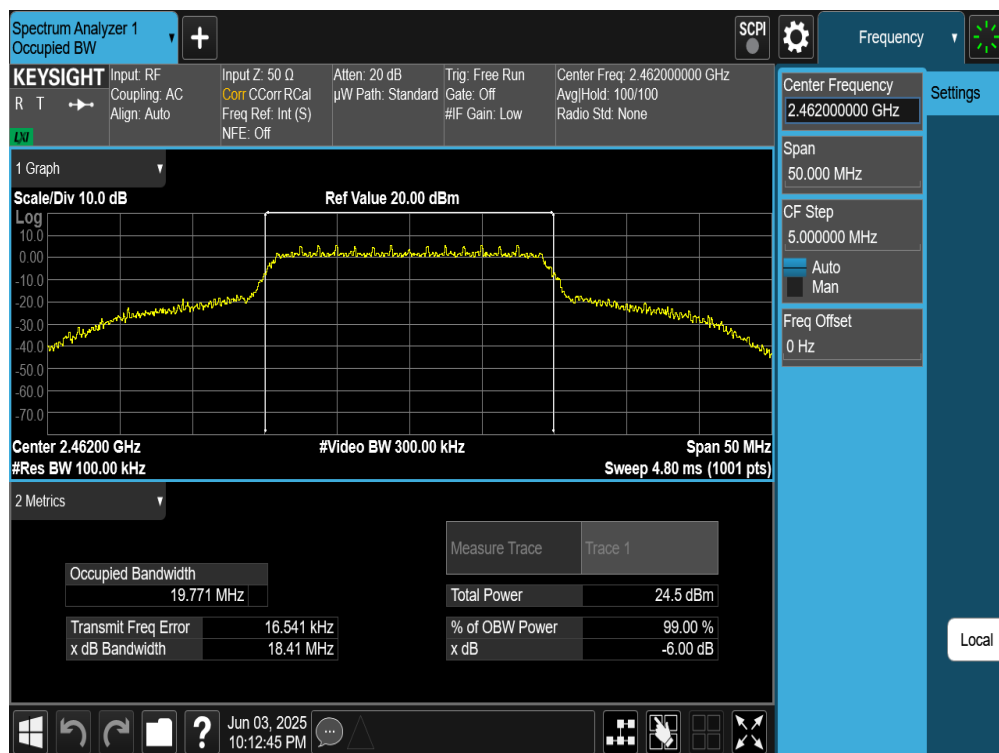 Spectrum Analyzer 1
Occupied BW
+
SCPI
Frequency
KEYSIGHT
R T
LXI
Input: RF
Coupling: AC
Align: Auto
Input Z: 50 Ω
Corr CCorr RCal
Freq Ref: Int (S)
NFE: Off
Atten: 20 dB
µW Path: Standard
Trig: Free Run
Gate: Off
#IF Gain: Low
Center Freq: 2.462000000 GHz
Avg|Hold: 100/100
Radio Std: None
Center Frequency
2.462000000 GHz
Settings
Span
50.000 MHz
CF Step
5.000000 MHz
Auto
Man
Freq Offset
0 Hz
1 Graph
Scale/Div 10.0 dB
Ref Value 20.00 dBm
Log
10.0
0.00
-10.0
-20.0
-30.0
-40.0
-50.0
-60.0
-70.0
Center 2.46200 GHz
#Video BW 300.00 kHz
Span 50 MHz
#Res BW 100.00 kHz
Sweep 4.80 ms (1001 pts)
2 Metrics
Measure Trace
Trace 1
Occupied Bandwidth
19.771 MHz
Total Power
24.5 dBm
Transmit Freq Error
16.541 kHz
% of OBW Power
99.00 %
x dB Bandwidth
18.41 MHz
x dB
-6.00 dB
Local
?
Jun 03, 2025
10:12:45 PM